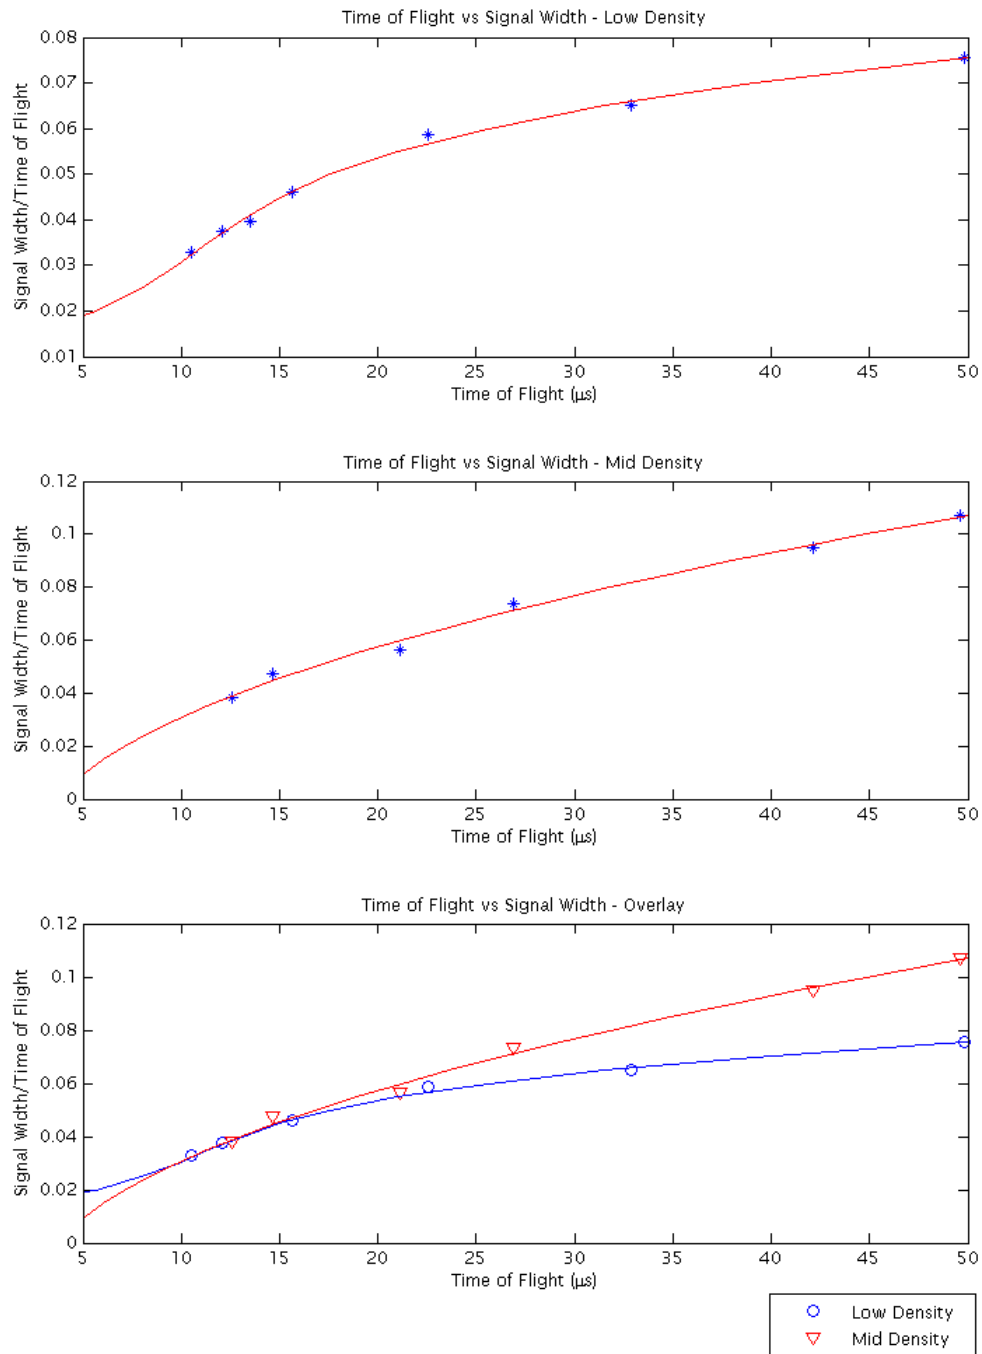 Time of Flight vs Signal Width - Low Density
0.08
0.07
0.06
0.05
0.04
0.03
0.02
0.01
Signal Width/Time of Flight
5 10 15 20 25 30 35 40 45 50
Time of Flight (μs)
Time of Flight vs Signal Width - Mid Density
0.12
0.1
0.08
0.06
0.04
0.02
0
Signal Width/Time of Flight
5 10 15 20 25 30 35 40 45 50
Time of Flight (μs)
Time of Flight vs Signal Width - Overlay
0.12
0.1
0.08
0.06
0.04
0.02
0
Signal Width/Time of Flight
5 10 15 20 25 30 35 40 45 50
Time of Flight (μs)
Low Density
Mid Density